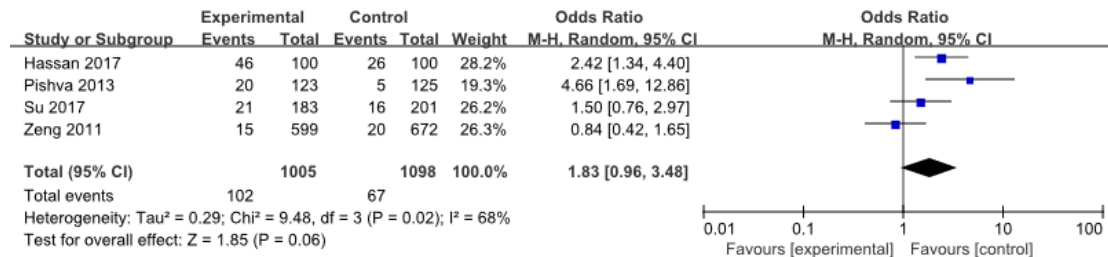 Experimental Control Odds Ratio Odds Ratio
Study or Subgroup Events Total Events Total Weight M-H, Random, 95% CI M-H, Random, 95% CI
Hassan 2017 46 100 26 100 28.2% 2.42 [1.34, 4.40]
Pishva 2013 20 123 5 125 19.3% 4.66 [1.69, 12.86]
Su 2017 21 183 16 201 26.2% 1.50 [0.76, 2.97]
Zeng 2011 15 599 20 672 26.3% 0.84 [0.42, 1.65]
Total (95% CI) 1005 1098 100.0% 1.83 [0.96, 3.48]
Total events 102 67
Heterogeneity: Tau² = 0.29; Chi² = 9.48, df = 3 (P = 0.02); I² = 68%
Test for overall effect: Z = 1.85 (P = 0.06)
0.01 0.1 1 10 100
Favours [experimental] Favours [control]